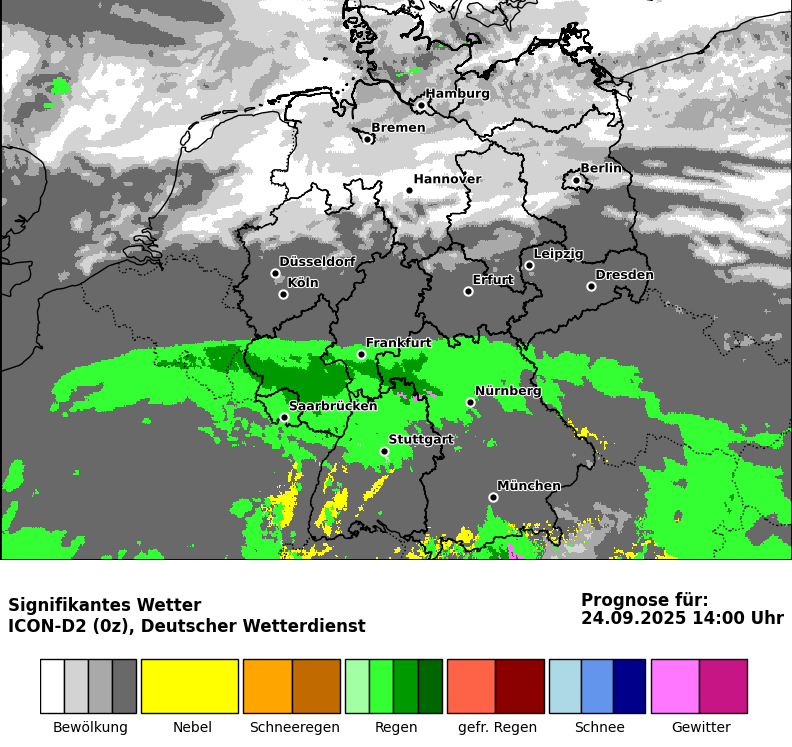 Hamburg
Bremen
Berlin
Hannover
Leipzig
Düsseldorf
Dresden
Köln
Erfurt
Frankfurt
Nürnberg
Saarbrücken
Stuttgart
München
Signifikantes Wetter
ICON-D2 (0z), Deutscher Wetterdienst
Prognose für:
24.09.2025 14:00 Uhr
Bewölkung
Nebel
Schneeregen
Regen
gefr. Regen
Schnee
Gewitter